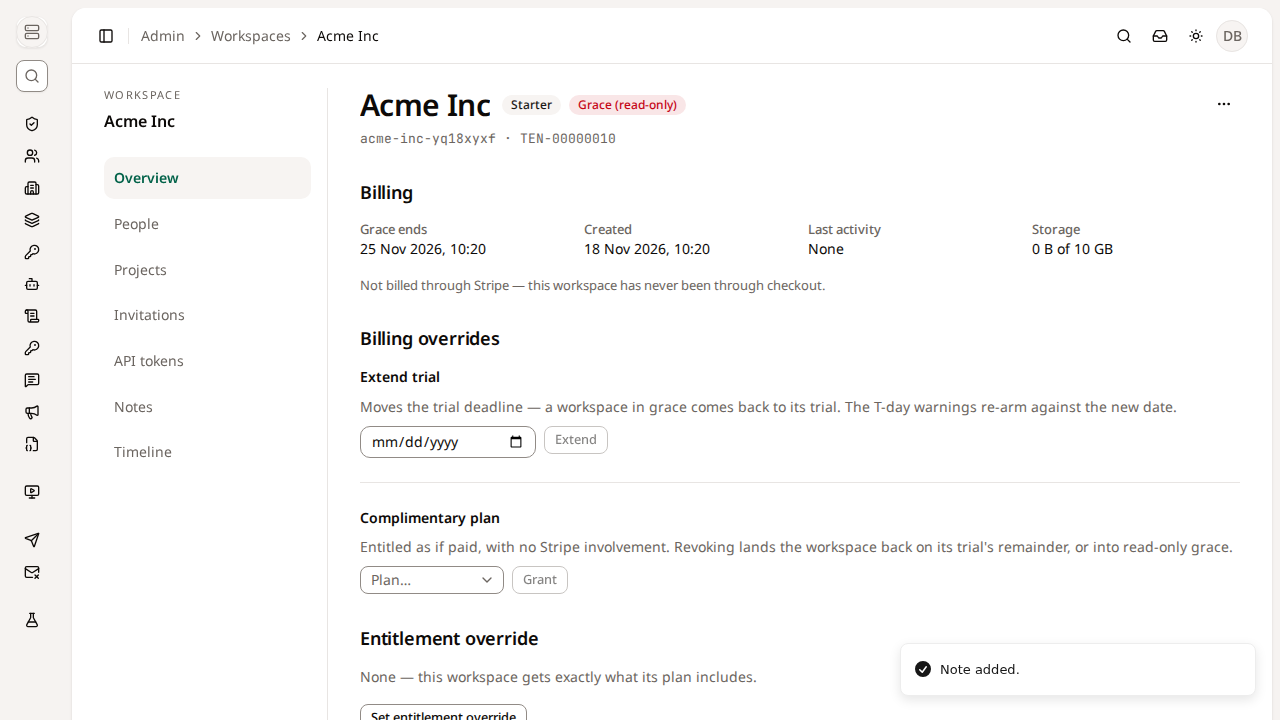 Admin
Workspaces
Acme Inc
DB
WORKSPACE
Acme Inc
Overview
People
Projects
Invitations
API tokens
Notes
Timeline
Acme Inc
Starter
Grace (read-only)
acme-inc-yq18xyxf · TEN-00000010
Billing
Grace ends
25 Nov 2026, 10:20
Created
18 Nov 2026, 10:20
Last activity
None
Storage
0 B of 10 GB
Not billed through Stripe — this workspace has never been through checkout.
Billing overrides
Extend trial
Moves the trial deadline — a workspace in grace comes back to its trial. The T-day warnings re-arm against the new date.
mm/dd/yyyy
Extend
Complimentary plan
Entitled as if paid, with no Stripe involvement. Revoking lands the workspace back on its trial's remainder, or into read-only grace.
Plan...
Grant
Entitlement override
None — this workspace gets exactly what its plan includes.
Set entitlement override
Note added.